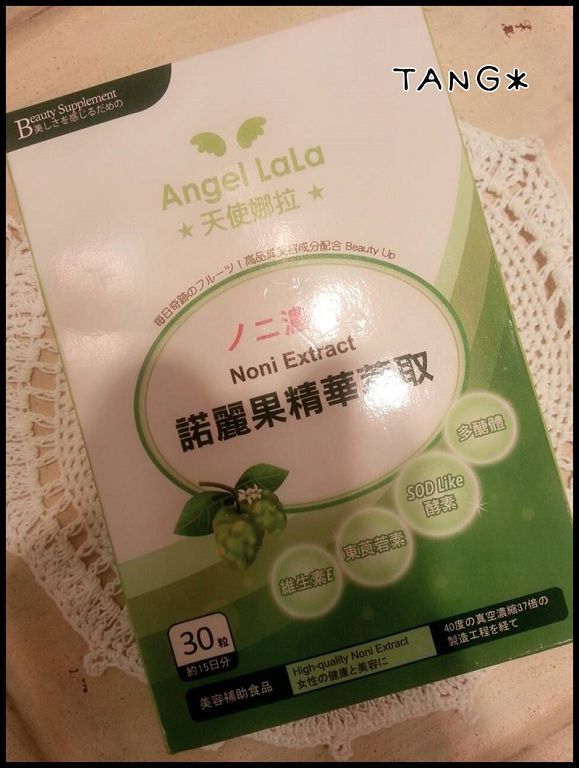 TANG*
Beauty Supplement
美しさを感じるための
Angel LaLa
★ 天使娜拉 ★
毎日奇跡のフルーツ | 高品質美容成分配合 Beauty Up
ノニ濃
Noni Extract
諾麗果精華萃取
多醣體
SOD Like
酵素
東莨菪素
維生素E
30粒
約15日分
美容補助食品
High-quality Noni Extract
女性の健康と美容に
40度の真空濃縮37倍の
製造工程を経て